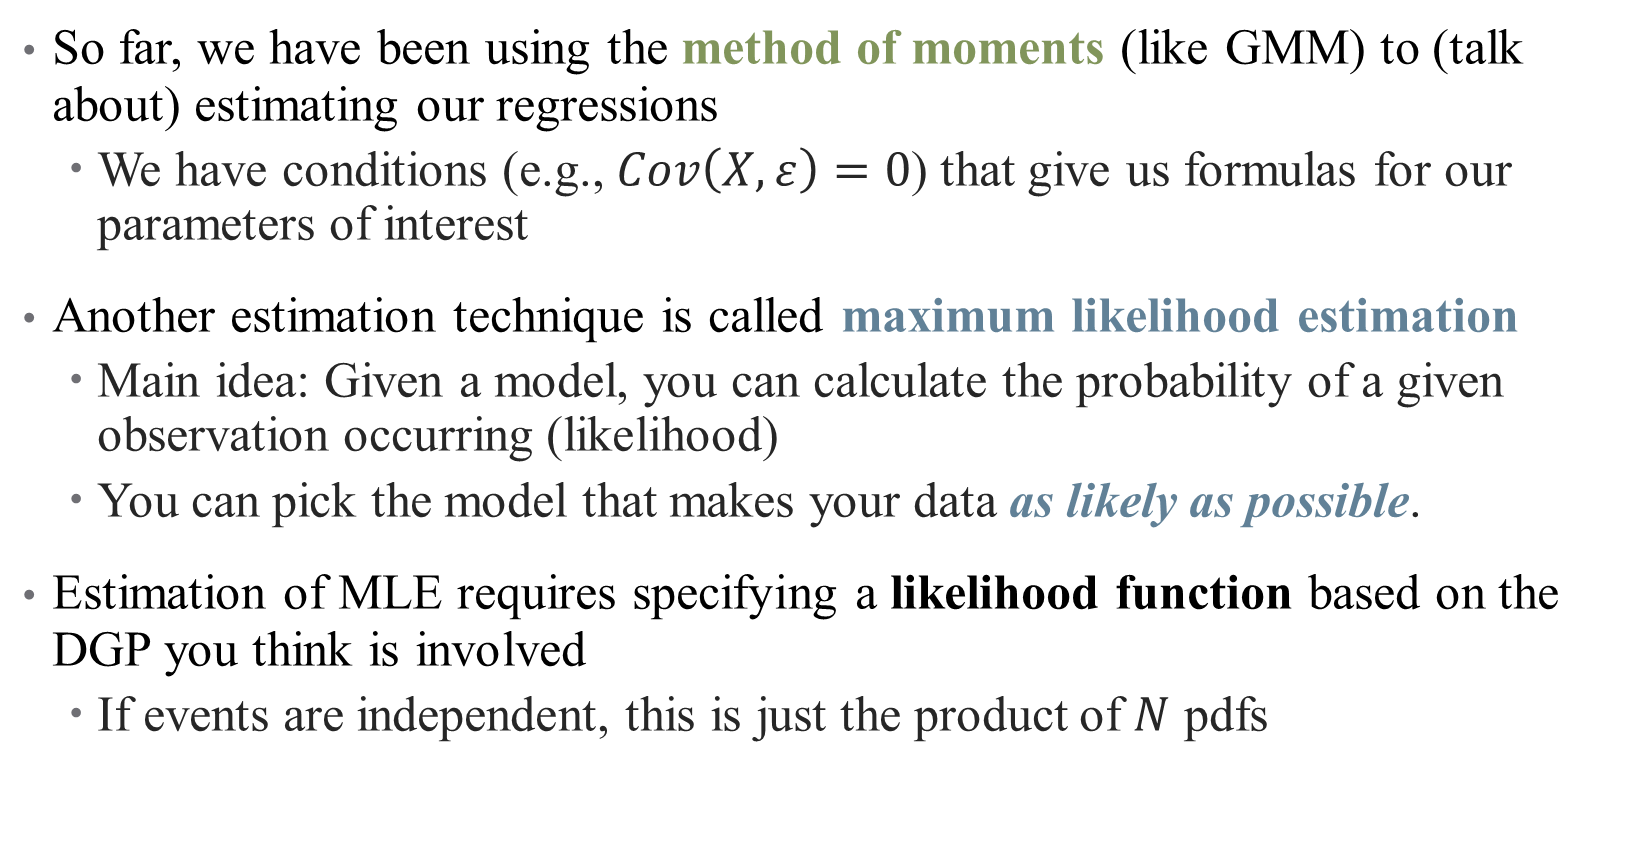 • So far, we have been using the method of moments (like GMM) to (talk
about) estimating our regressions
• We have conditions (e.g., 𝐶𝑜𝑣(𝑋, 𝜀) = 0) that give us formulas for our
parameters of interest
• Another estimation technique is called maximum likelihood estimation
• Main idea: Given a model, you can calculate the probability of a given
observation occurring (likelihood)
• You can pick the model that makes your data as likely as possible.
• Estimation of MLE requires specifying a likelihood function based on the
DGP you think is involved
• If events are independent, this is just the product of 𝑁 pdfs